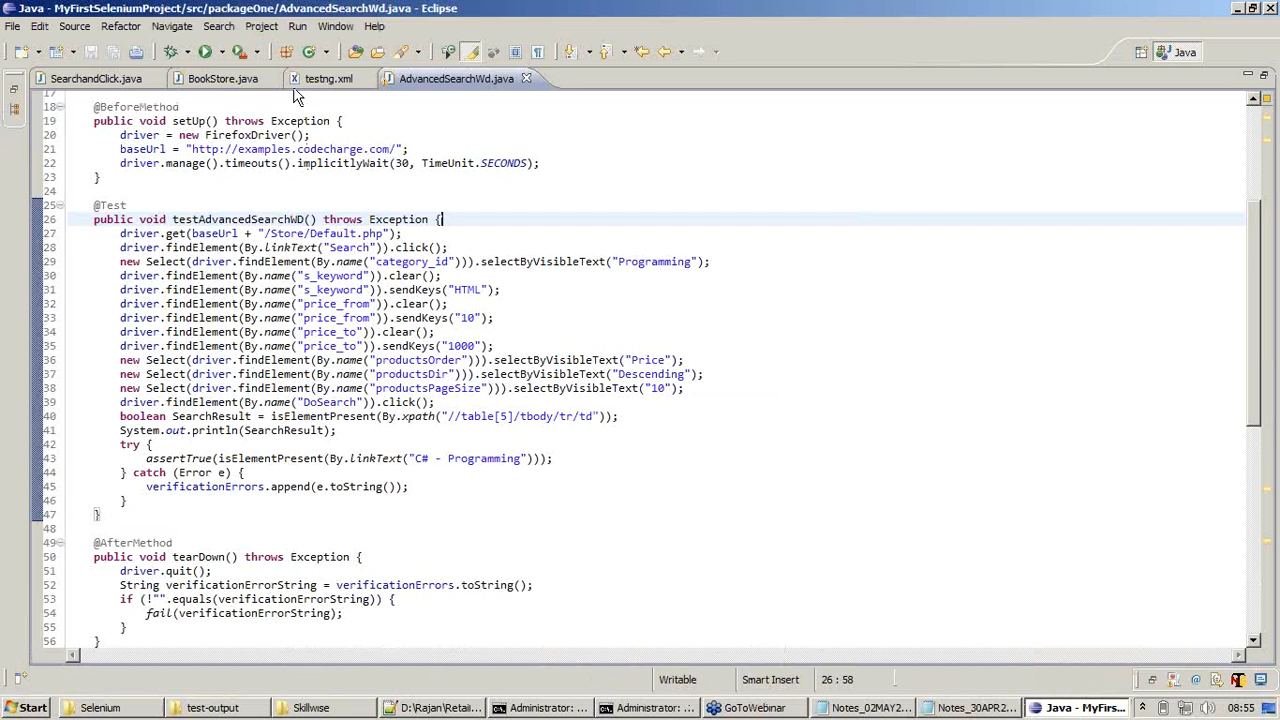 Java - MyFirstSeleniumProject/src/packageOne/AdvancedSearchWd.java - Eclipse
File Edit Source Refactor Navigate Search Project Run Window Help
Java
SearchandClick.java BookStore.java testng.xml AdvancedSearchWd.java
17
18 @BeforeMethod
19 public void setUp() throws Exception {
20 driver = new FirefoxDriver();
21 baseUrl = "http://examples.codecharge.com/";
22 driver.manage().timeouts().implicitlyWait(30, TimeUnit.SECONDS);
23 }
24
25 @Test
26 public void testAdvancedSearchWD() throws Exception {
27 driver.get(baseUrl + "/Store/Default.php");
28 driver.findElement(By.linkText("Search")).click();
29 new Select(driver.findElement(By.name("category_id"))).selectByVisibleText("Programming");
30 driver.findElement(By.name("s_keyword")).clear();
31 driver.findElement(By.name("s_keyword")).sendKeys("HTML");
32 driver.findElement(By.name("price_from")).clear();
33 driver.findElement(By.name("price_from")).sendKeys("10");
34 driver.findElement(By.name("price_to")).clear();
35 driver.findElement(By.name("price_to")).sendKeys("1000");
36 new Select(driver.findElement(By.name("productsOrder"))).selectByVisibleText("Price");
37 new Select(driver.findElement(By.name("productsDir"))).selectByVisibleText("Descending");
38 new Select(driver.findElement(By.name("productsPageSize"))).selectByVisibleText("10");
39 driver.findElement(By.name("DoSearch")).click();
40 boolean SearchResult = isElementPresent(By.xpath("//table[5]/tbody/tr/td"));
41 System.out.println(SearchResult);
42 try {
43 assertTrue(isElementPresent(By.linkText("C# - Programming")));
44 } catch (Error e) {
45 verificationErrors.append(e.toString());
46 }
47 }
48
49 @AfterMethod
50 public void tearDown() throws Exception {
51 driver.quit();
52 String verificationErrorString = verificationErrors.toString();
53 if (!"".equals(verificationErrorString)) {
54 fail(verificationErrorString);
55 }
56 }
Writable Smart Insert 26 : 58
Start Selenium test-output Skillwse D:\Rajan\Retail... Administrator: ... Administrator: ... GoToWebinar Notes_02MAY2... Notes_30APR2... Java - MyFirs... 08:55